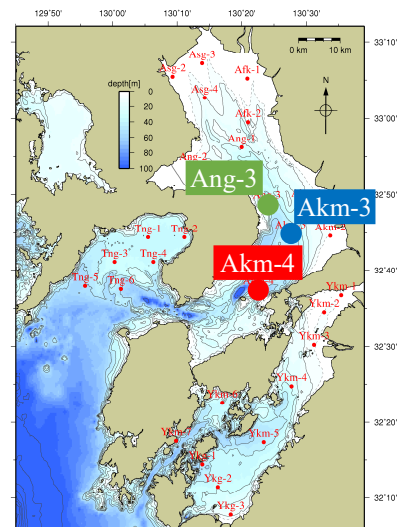 129°50' 130°00' 130°10' 130°20' 130°30'
33°10'
33°00'
32°50'
32°40'
32°30'
32°20'
32°10'
0 km 10 km
N
depth[m]
0
20
40
60
80
100
Asg-3
Asg-2
Afk-1
Asg-4
Afk-2
Ang-3
Ang-2
Ang-3
Akm-3
Akm-2
Akm-4
Tng-1
Tng-2
Tng-3
Tng-4
Tng-5
Tng-6
Ykm-1
Ykm-2
Ykm-3
Ykm-4
Ykm-6
Ykm-7
Ykm-5
Ykg-1
Ykg-2
Ykg-3